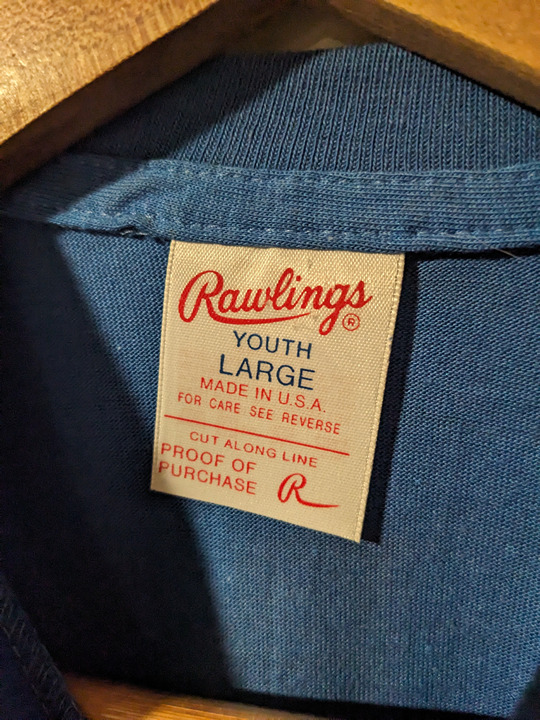 Rawlings®
YOUTH
LARGE
MADE IN U.S.A.
FOR CARE SEE REVERSE
CUT ALONG LINE
PROOF OF
PURCHASE
R